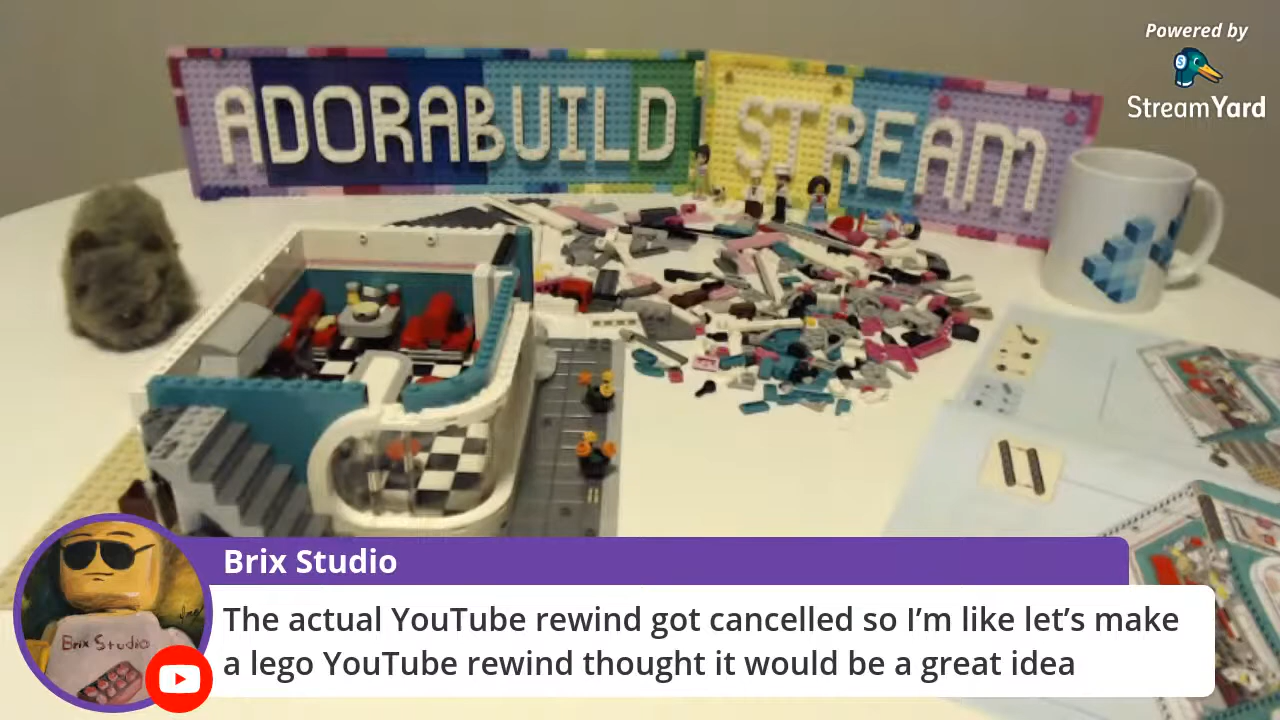 Powered by
StreamYard
ADORABUILD STREAM
Brix Studio
Brix Studio
The actual YouTube rewind got cancelled so I'm like let's make
a lego YouTube rewind thought it would be a great idea